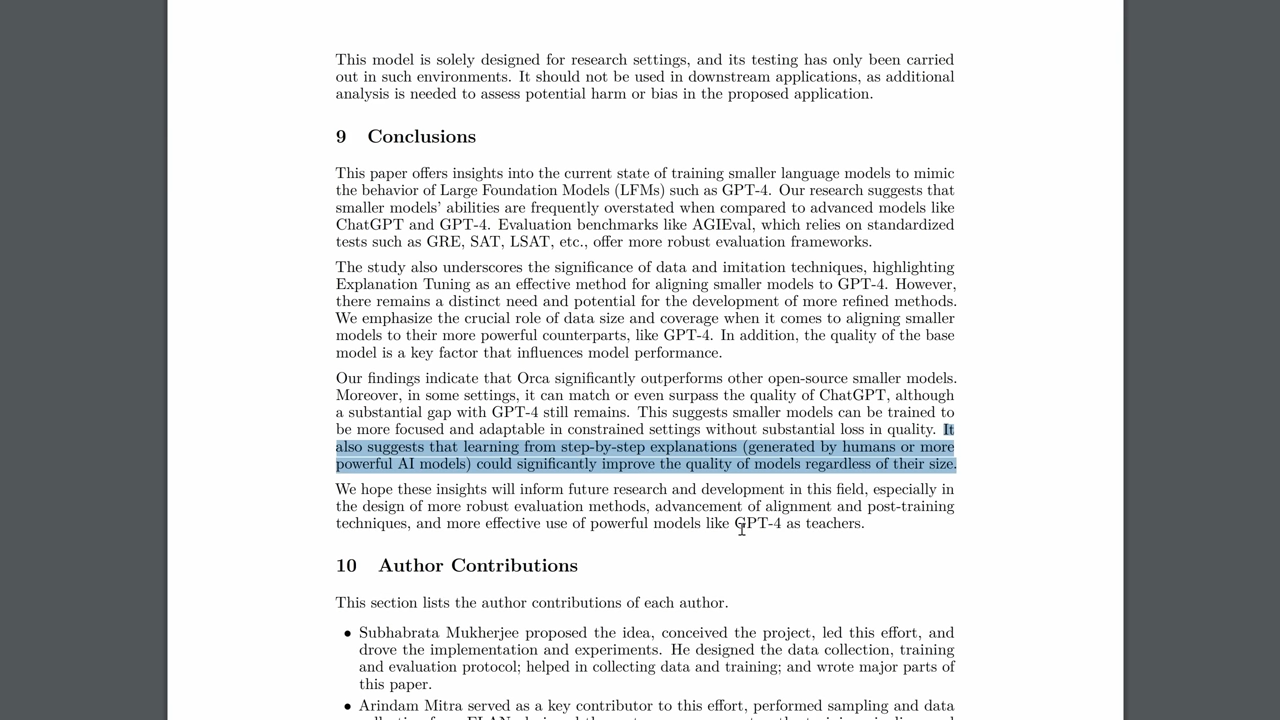 This model is solely designed for research settings, and its testing has only been carried
out in such environments. It should not be used in downstream applications, as additional
analysis is needed to assess potential harm or bias in the proposed application.
9 Conclusions
This paper offers insights into the current state of training smaller language models to mimic
the behavior of Large Foundation Models (LFMs) such as GPT-4. Our research suggests that
smaller models' abilities are frequently overstated when compared to advanced models like
ChatGPT and GPT-4. Evaluation benchmarks like AGIEval, which relies on standardized
tests such as GRE, SAT, LSAT, etc., offer more robust evaluation frameworks.
The study also underscores the significance of data and imitation techniques, highlighting
Explanation Tuning as an effective method for aligning smaller models to GPT-4. However,
there remains a distinct need and potential for the development of more refined methods.
We emphasize the crucial role of data size and coverage when it comes to aligning smaller
models to their more powerful counterparts, like GPT-4. In addition, the quality of the base
model is a key factor that influences model performance.
Our findings indicate that Orca significantly outperforms other open-source smaller models.
Moreover, in some settings, it can match or even surpass the quality of ChatGPT, although
a substantial gap with GPT-4 still remains. This suggests smaller models can be trained to
be more focused and adaptable in constrained settings without substantial loss in quality. It
also suggests that learning from step-by-step explanations (generated by humans or more
powerful AI models) could significantly improve the quality of models regardless of their size.
We hope these insights will inform future research and development in this field, especially in
the design of more robust evaluation methods, advancement of alignment and post-training
techniques, and more effective use of powerful models like GPT-4 as teachers.
10 Author Contributions
This section lists the author contributions of each author.
• Subhabrata Mukherjee proposed the idea, conceived the project, led this effort, and
drove the implementation and experiments. He designed the data collection, training
and evaluation protocol; helped in collecting data and training; and wrote major parts of
this paper.
• Arindam Mitra served as a key contributor to this effort, performed sampling and data